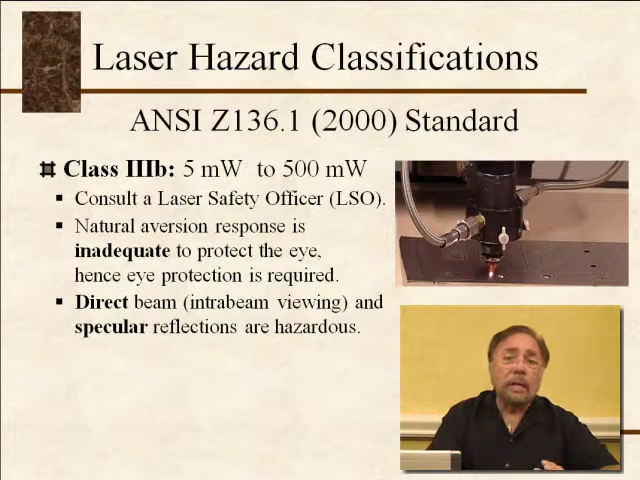 Laser Hazard Classifications
ANSI Z136.1 (2000) Standard
Class IIIb: 5 mW to 500 mW
Consult a Laser Safety Officer (LSO).
Natural aversion response is
inadequate to protect the eye,
hence eye protection is required.
Direct beam (intrabeam viewing) and
specular reflections are hazardous.